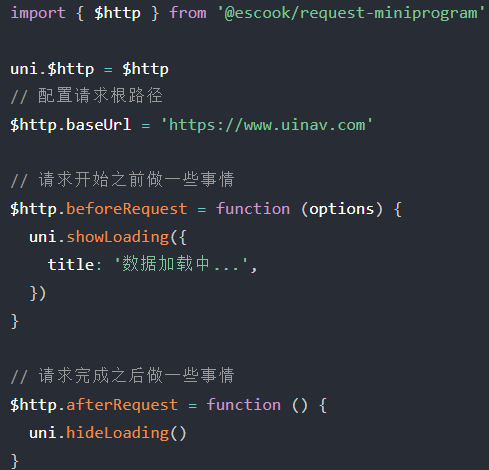 import { $http } from '@escook/request-miniprogram'
uni.$http = $http
// 配置请求根路径
$http.baseUrl = 'https://www.uinav.com'
// 请求开始之前做一些事情
$http.beforeRequest = function (options) {
uni.showLoading({
title: '数据加载中...',
})
}
// 请求完成之后做一些事情
$http.afterRequest = function () {
uni.hideLoading()
}